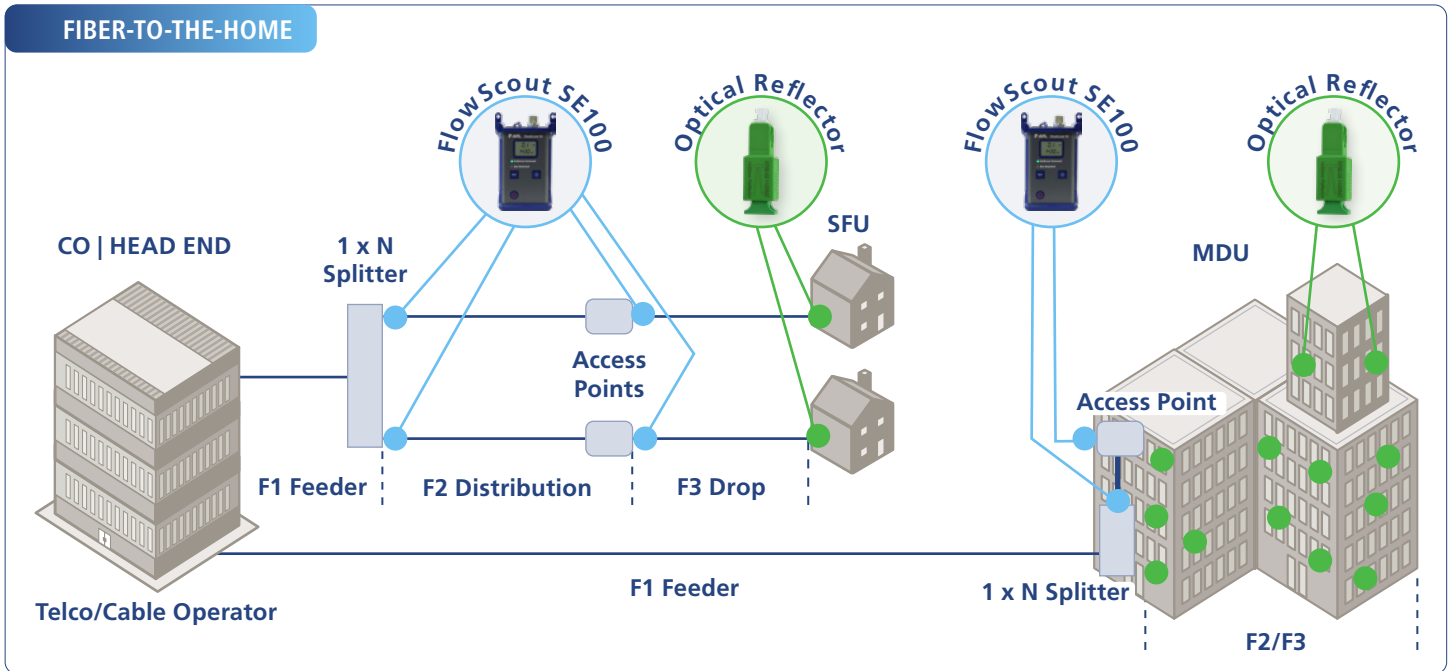 FIBER-TO-THE-HOME
FlowScout SE100
Optical Reflector
FlowScout SE100
Optical Reflector
CO | HEAD END
1 x N
Splitter
SFU
MDU
Access
Points
Access Point
F1 Feeder
F2 Distribution
F3 Drop
F1 Feeder
1 x N Splitter
Telco/Cable Operator
F2/F3